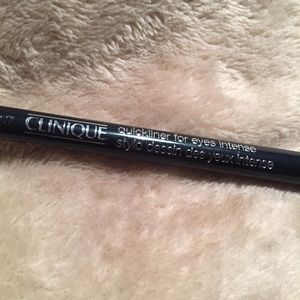 CLINIQUE
quickliner for eyes intense
stylo dessin des yeux intense